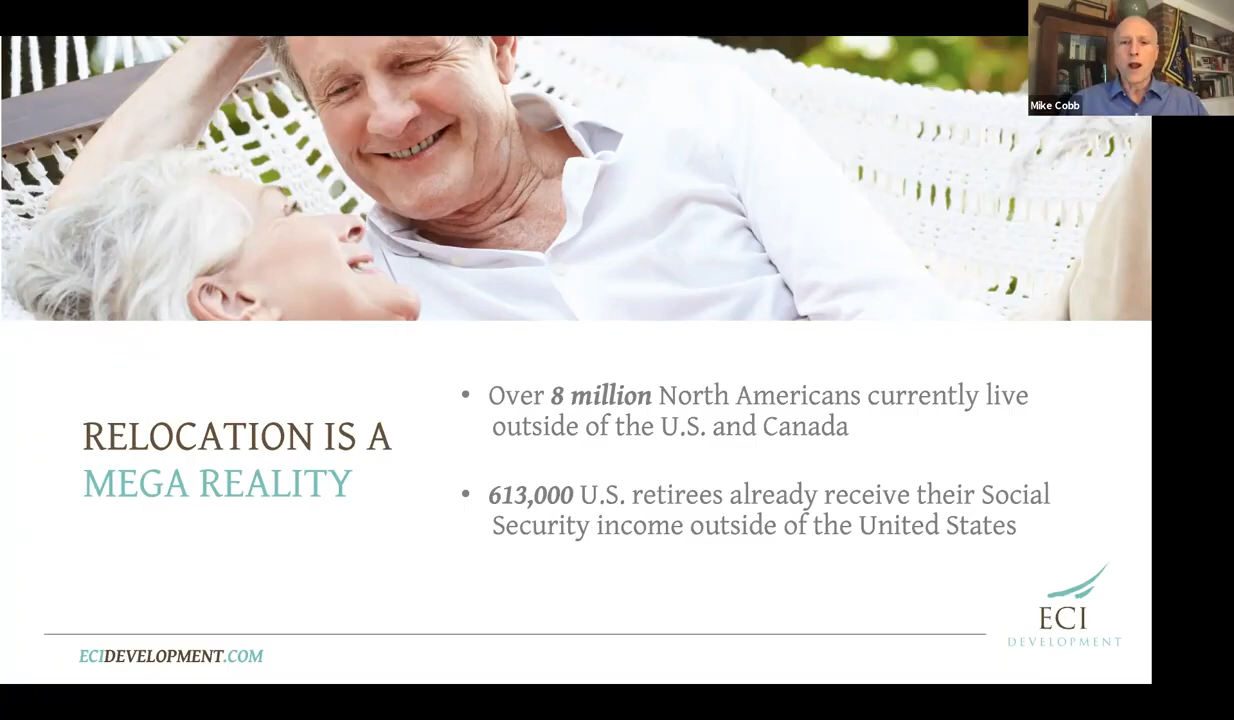 Mike Cobb
RELOCATION IS A
MEGA REALITY
• Over 8 million North Americans currently live
outside of the U.S. and Canada
• 613,000 U.S. retirees already receive their Social
Security income outside of the United States
ECI
DEVELOPMENT
ECIDEVELOPMENT.COM